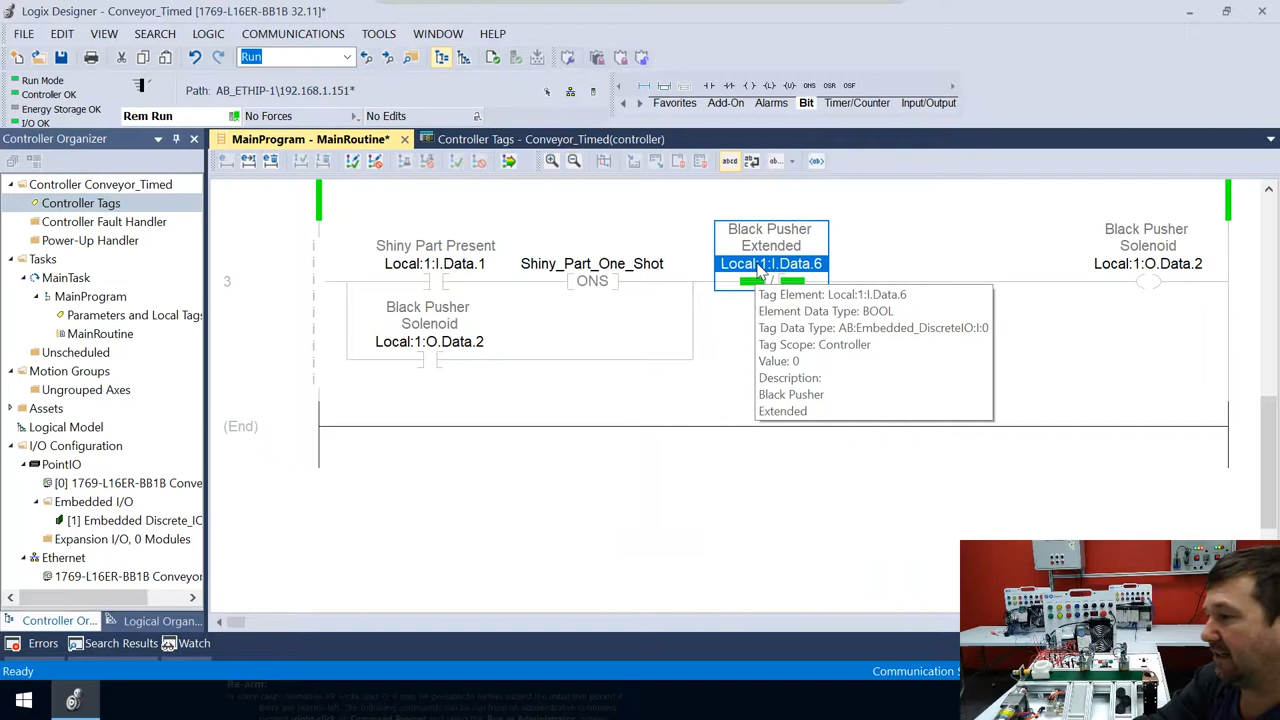 Logix Designer - Conveyor_Timed [1769-L16ER-BB1B 32.11]*
FILE EDIT VIEW SEARCH LOGIC COMMUNICATIONS TOOLS WINDOW HELP
Run
Run Mode
Controller OK
Energy Storage OK
I/O OK
Path: AB_ETHIP-1\192.168.1.151*
Rem Run No Forces No Edits
ONS OSR OSF
Favorites Add-On Alarms Bit Timer/Counter Input/Output
Controller Organizer
MainProgram - MainRoutine*
Controller Tags - Conveyor_Timed(controller)
abcd
ab...
Controller Conveyor_Timed
Controller Tags
Controller Fault Handler
Power-Up Handler
Tasks
MainTask
MainProgram
Parameters and Local Tags
MainRoutine
Unscheduled
Motion Groups
Ungrouped Axes
Assets
Logical Model
I/O Configuration
PointIO
[0] 1769-L16ER-BB1B Conve
Embedded I/O
[1] Embedded Discrete_IC
Expansion I/O, 0 Modules
Ethernet
1769-L16ER-BB1B Conveyor
Controller Or...
Logical Organ...
Shiny Part Present
Local:1:I.Data.1
Shiny_Part_One_Shot
ONS
Black Pusher
Extended
Local:1:I.Data.6
Black Pusher
Solenoid
Local:1:O.Data.2
3
Black Pusher
Solenoid
Local:1:O.Data.2
Tag Element: Local:1:I.Data.6
Element Data Type: BOOL
Tag Data Type: AB:Embedded_DiscreteIO:I:0
Tag Scope: Controller
Value: 0
Description:
Black Pusher
Extended
(End)
Errors Search Results Watch
Ready
Communication S